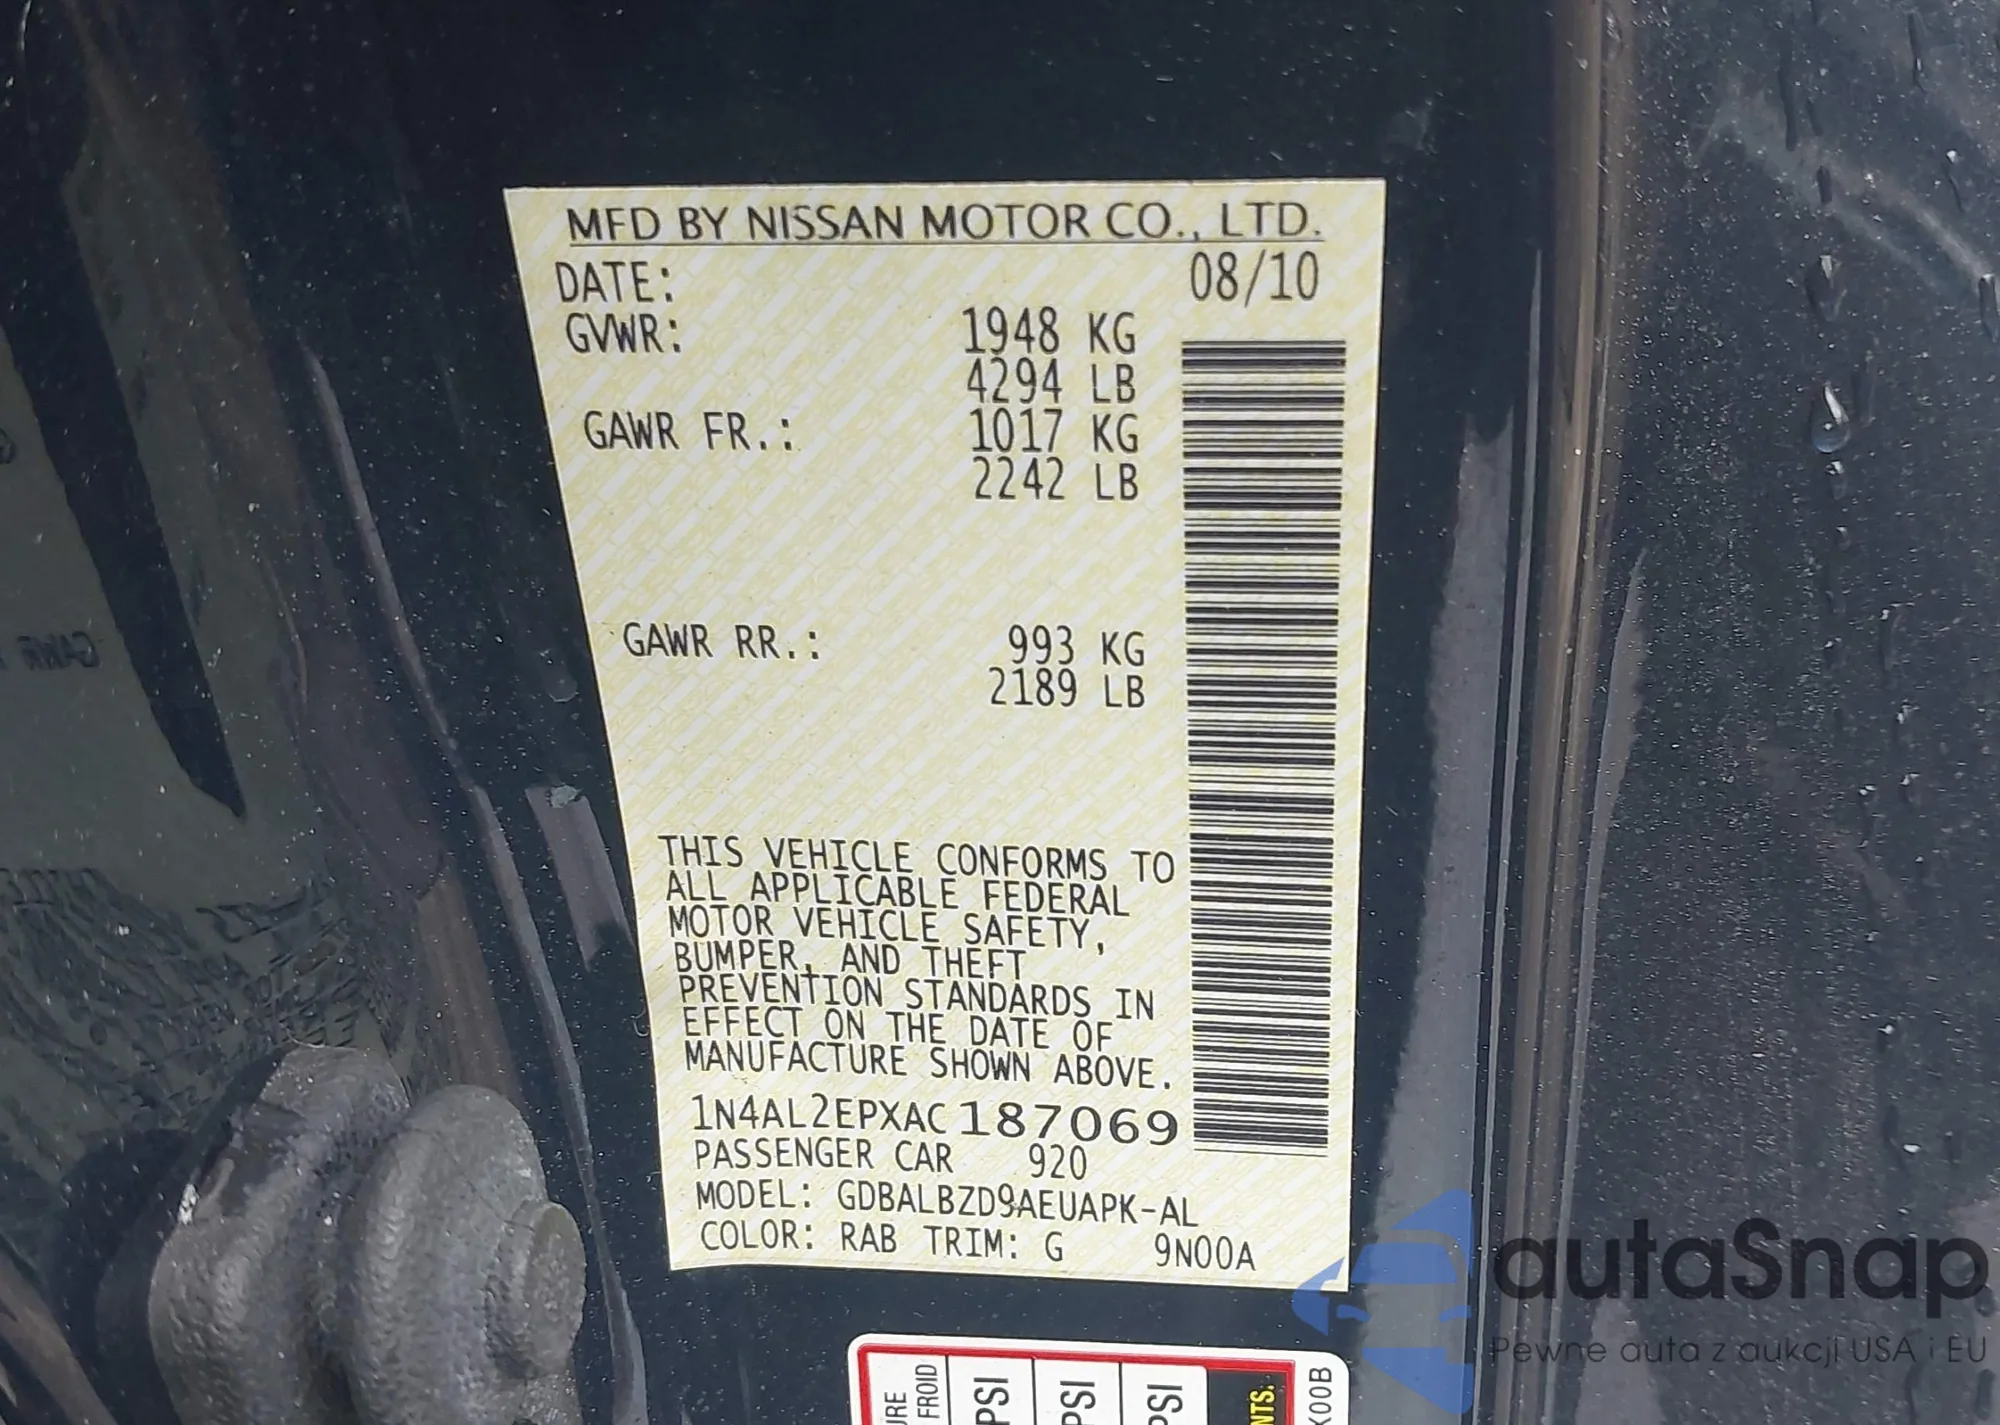 MFD BY NISSAN MOTOR CO., LTD.
DATE: 08/10
GVWR: 1948 KG
4294 LB
GAWR FR.: 1017 KG
2242 LB
GAWR RR.: 993 KG
2189 LB
THIS VEHICLE CONFORMS TO
ALL APPLICABLE FEDERAL
MOTOR VEHICLE SAFETY,
BUMPER, AND THEFT
PREVENTION STANDARDS IN
EFFECT ON THE DATE OF
MANUFACTURE SHOWN ABOVE.
1N4AL2EPXAC187069
PASSENGER CAR 920
MODEL: GDBALBZD9AEUAPK-AL
COLOR: RAB TRIM: G 9N00A
autaSnap
Pewne auta z aukcji USA i EU
FROID
PSI
PSI
PSI